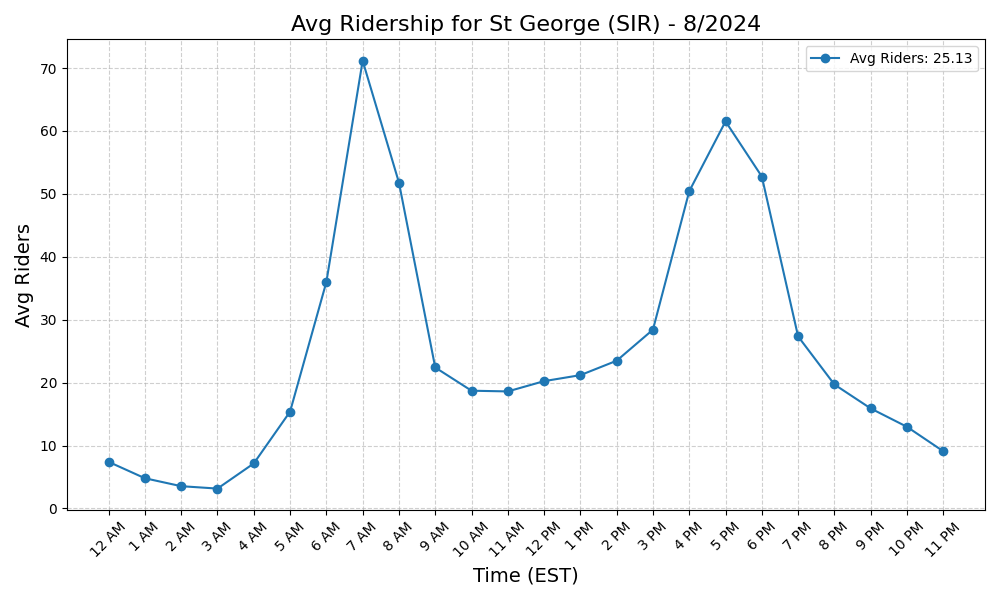 Avg Ridership for St George (SIR) - 8/2024
Avg Riders: 25.13
Avg Riders
70
60
50
40
30
20
10
0
12 AM
1 AM
2 AM
3 AM
4 AM
5 AM
6 AM
7 AM
8 AM
9 AM
10 AM
11 AM
12 PM
1 PM
2 PM
3 PM
4 PM
5 PM
6 PM
7 PM
8 PM
9 PM
10 PM
11 PM
Time (EST)